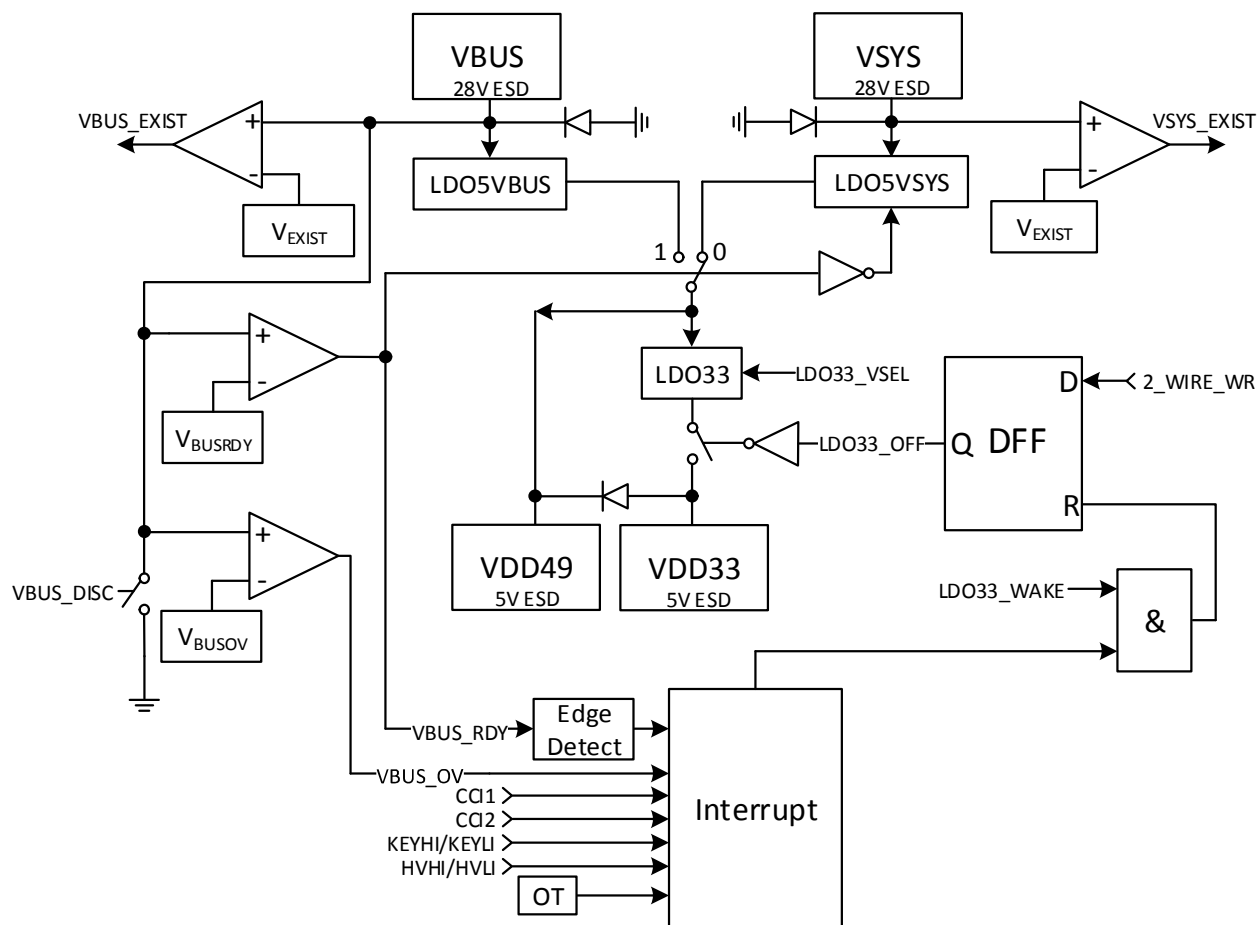 VBUS
28V ESD
VSYS
28V ESD
VBUS_EXIST
+
-
VEXIST
LDO5VBUS
LDO5VSYS
+
-
VEXIST
VSYS_EXIST
1
0
+
-
VBUSRDY
LDO33
LDO33_VSEL
D
2_WIRE_WR
LDO33_OFF
Q
DFF
R
+
-
VBUSOV
VBUS_DISC
VDD49
5V ESD
VDD33
5V ESD
LDO33_WAKE
&
VBUS_RDY
Edge
Detect
VBUS_OV
CCI1
CCI2
KEYHI/KEYLI
HVHI/HVLI
OT
Interrupt